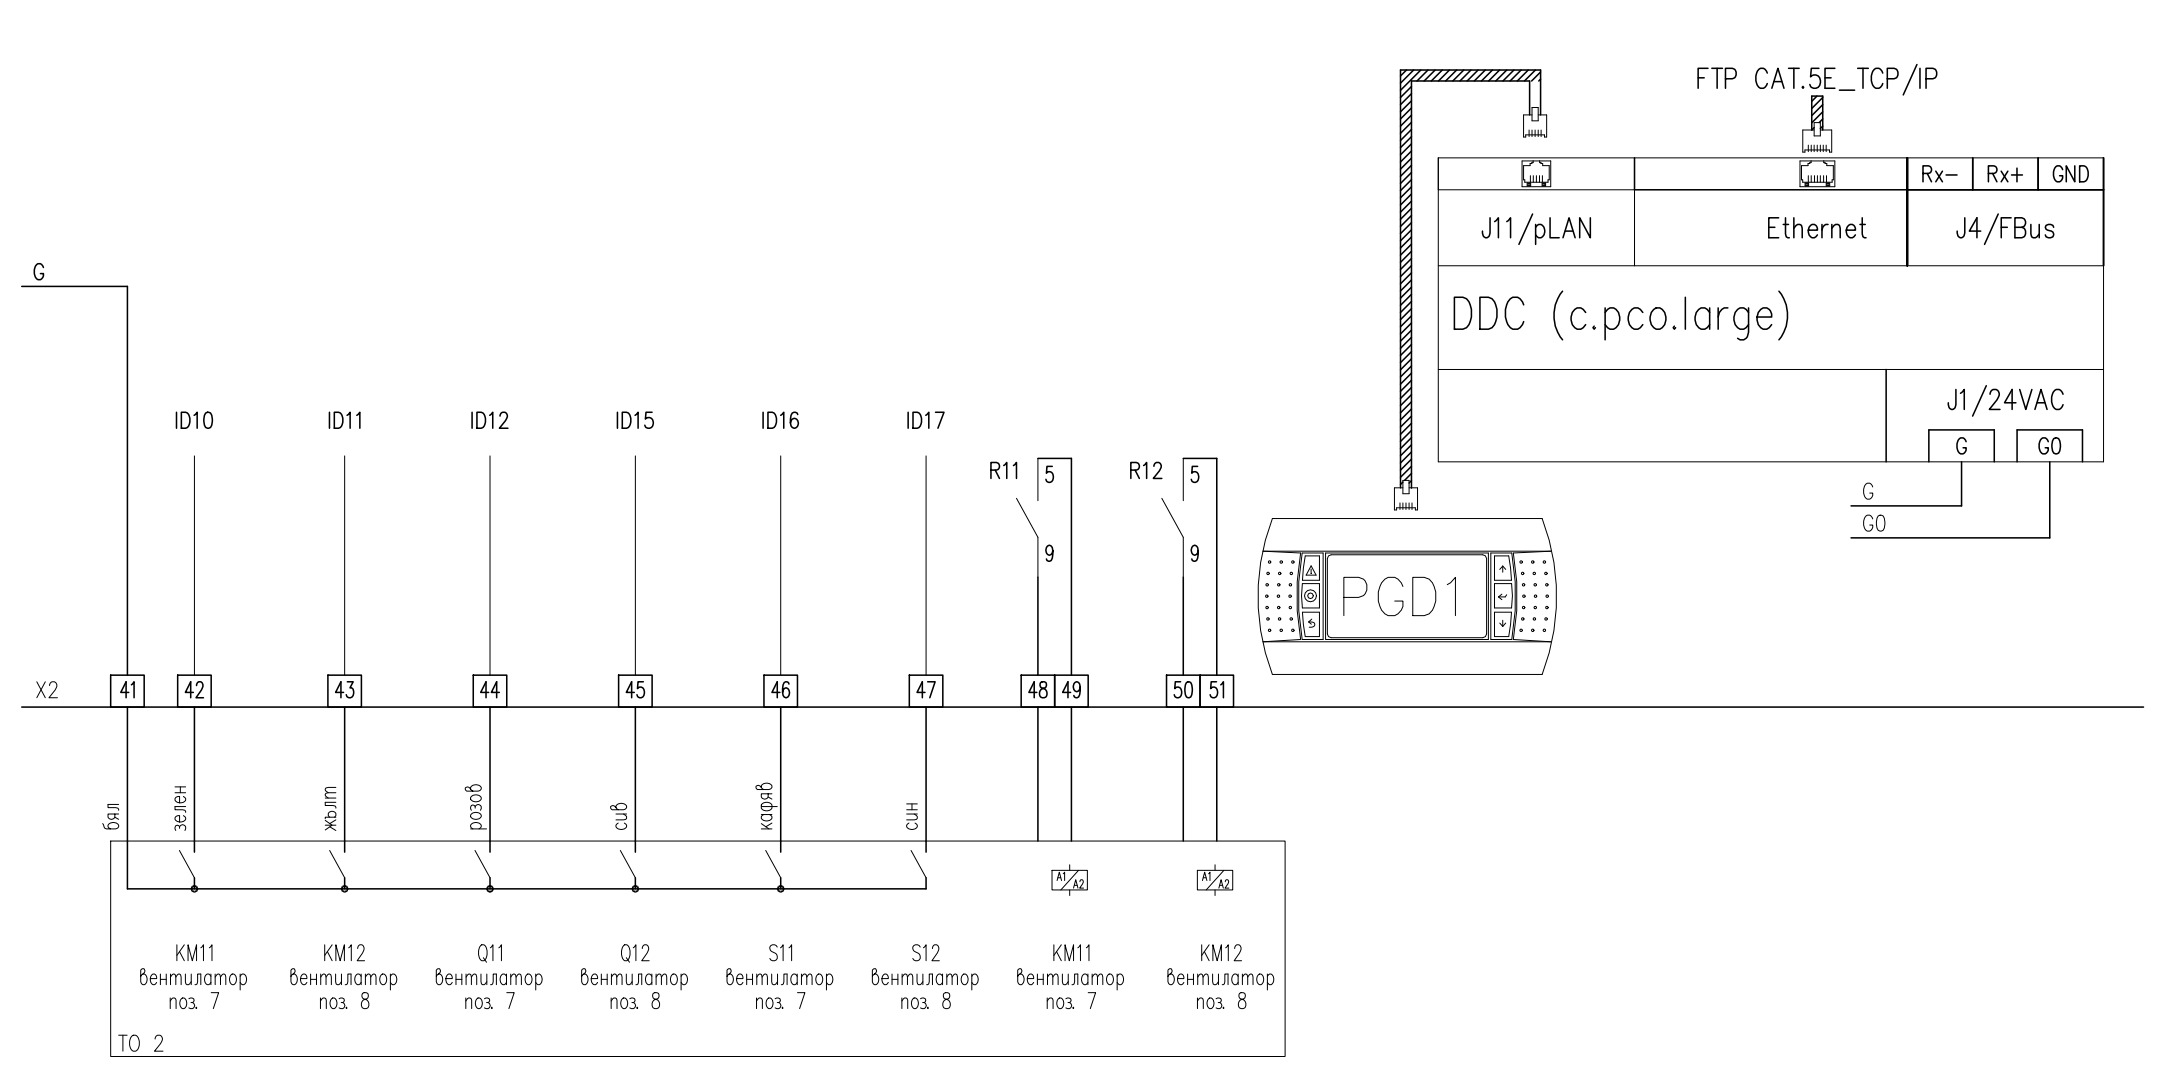 FTP CAT.5E_TCP/IP
Rx- Rx+ GND
J11/pLAN Ethernet J4/FBus
G
DDC (c.pco.large)
J1/24VAC
ID10 ID11 ID12 ID15 ID16 ID17
G G0
R11 5 R12 5
G
G0
9 9
PGD1
X2 41 42 43 44 45 46 47 48 49 50 51
бял зелен жълт розов сив кафяв син
A1/A2 A1/A2
KM11 KM12 Q11 Q12 S11 S12 KM11 KM12
вентилатор вентилатор вентилатор вентилатор вентилатор вентилатор вентилатор вентилатор
поз. 7 поз. 8 поз. 7 поз. 8 поз. 7 поз. 8 поз. 7 поз. 8
ТО 2